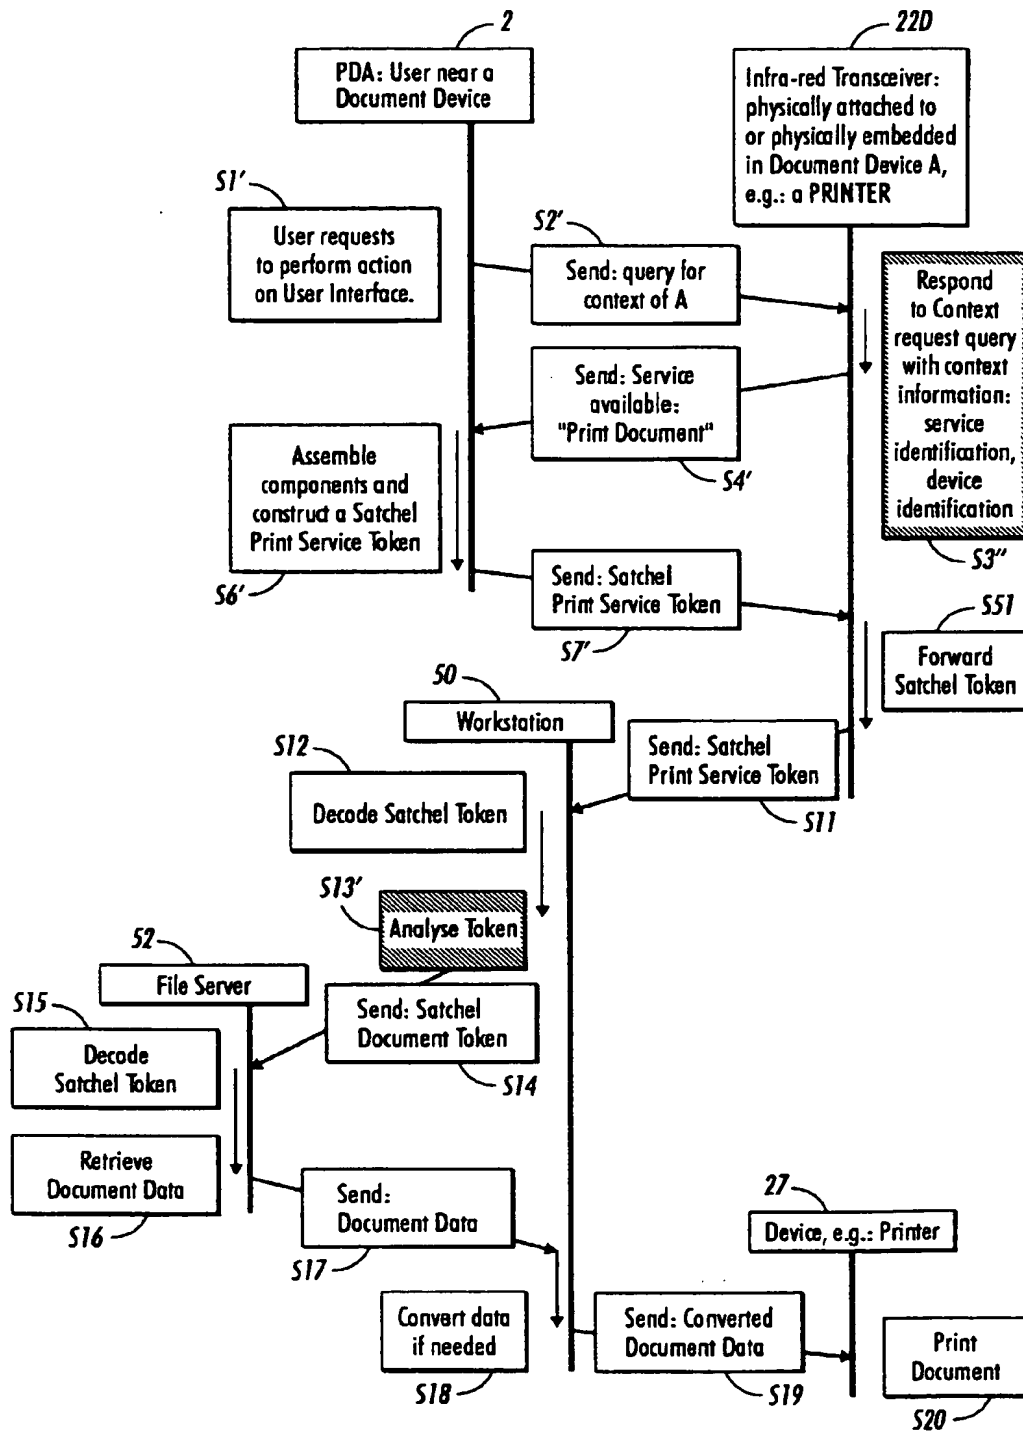 2
PDA: User near a
Document Device
22D
Infra-red Transceiver:
physically attached to
or physically embedded
in Document Device A,
e.g.: a PRINTER
S1'
User requests
to perform action
on User Interface.
S2'
Send: query for
context of A
Respond
to Context
request query
with context
information:
service
identification,
device
identification
S3''
Send: Service
available:
"Print Document"
S4'
Assemble
components and
construct a Satchel
Print Service Token
S6'
Send: Satchel
Print Service Token
S7'
S51
Forward
Satchel Token
50
Workstation
Send: Satchel
Print Service Token
S11
S12
Decode Satchel Token
S13'
Analyse Token
52
File Server
Send: Satchel
Document Token
S14
S15
Decode
Satchel Token
Retrieve
Document Data
S16
Send:
Document Data
S17
27
Device, e.g.: Printer
Convert data
if needed
S18
Send: Converted
Document Data
S19
Print
Document
S20